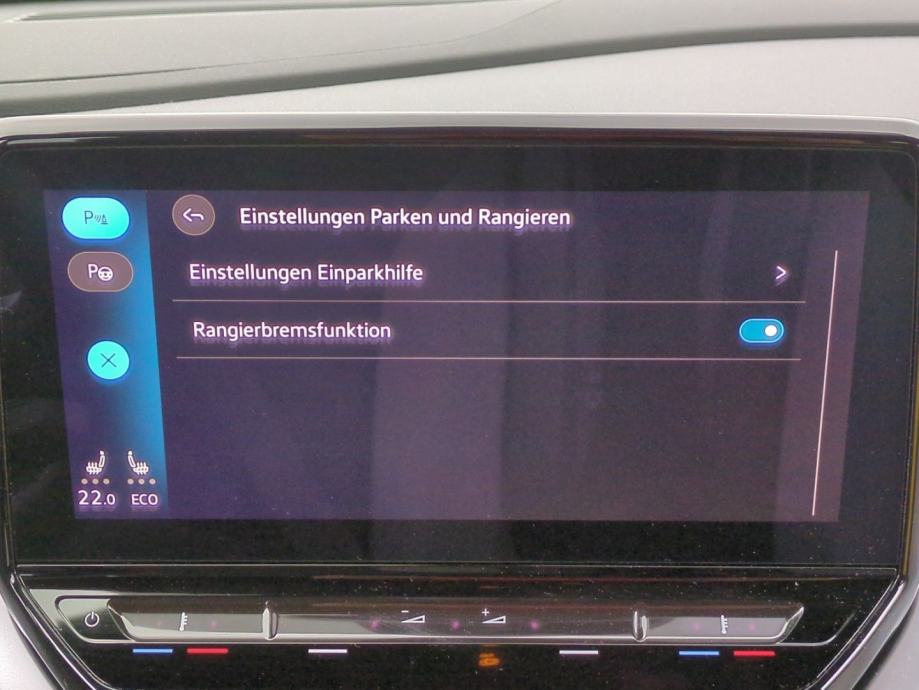 P
Einstellungen Parken und Rangieren
P
Einstellungen Einparkhilfe >
Rangierbremsfunktion
22.0 ECO
- +